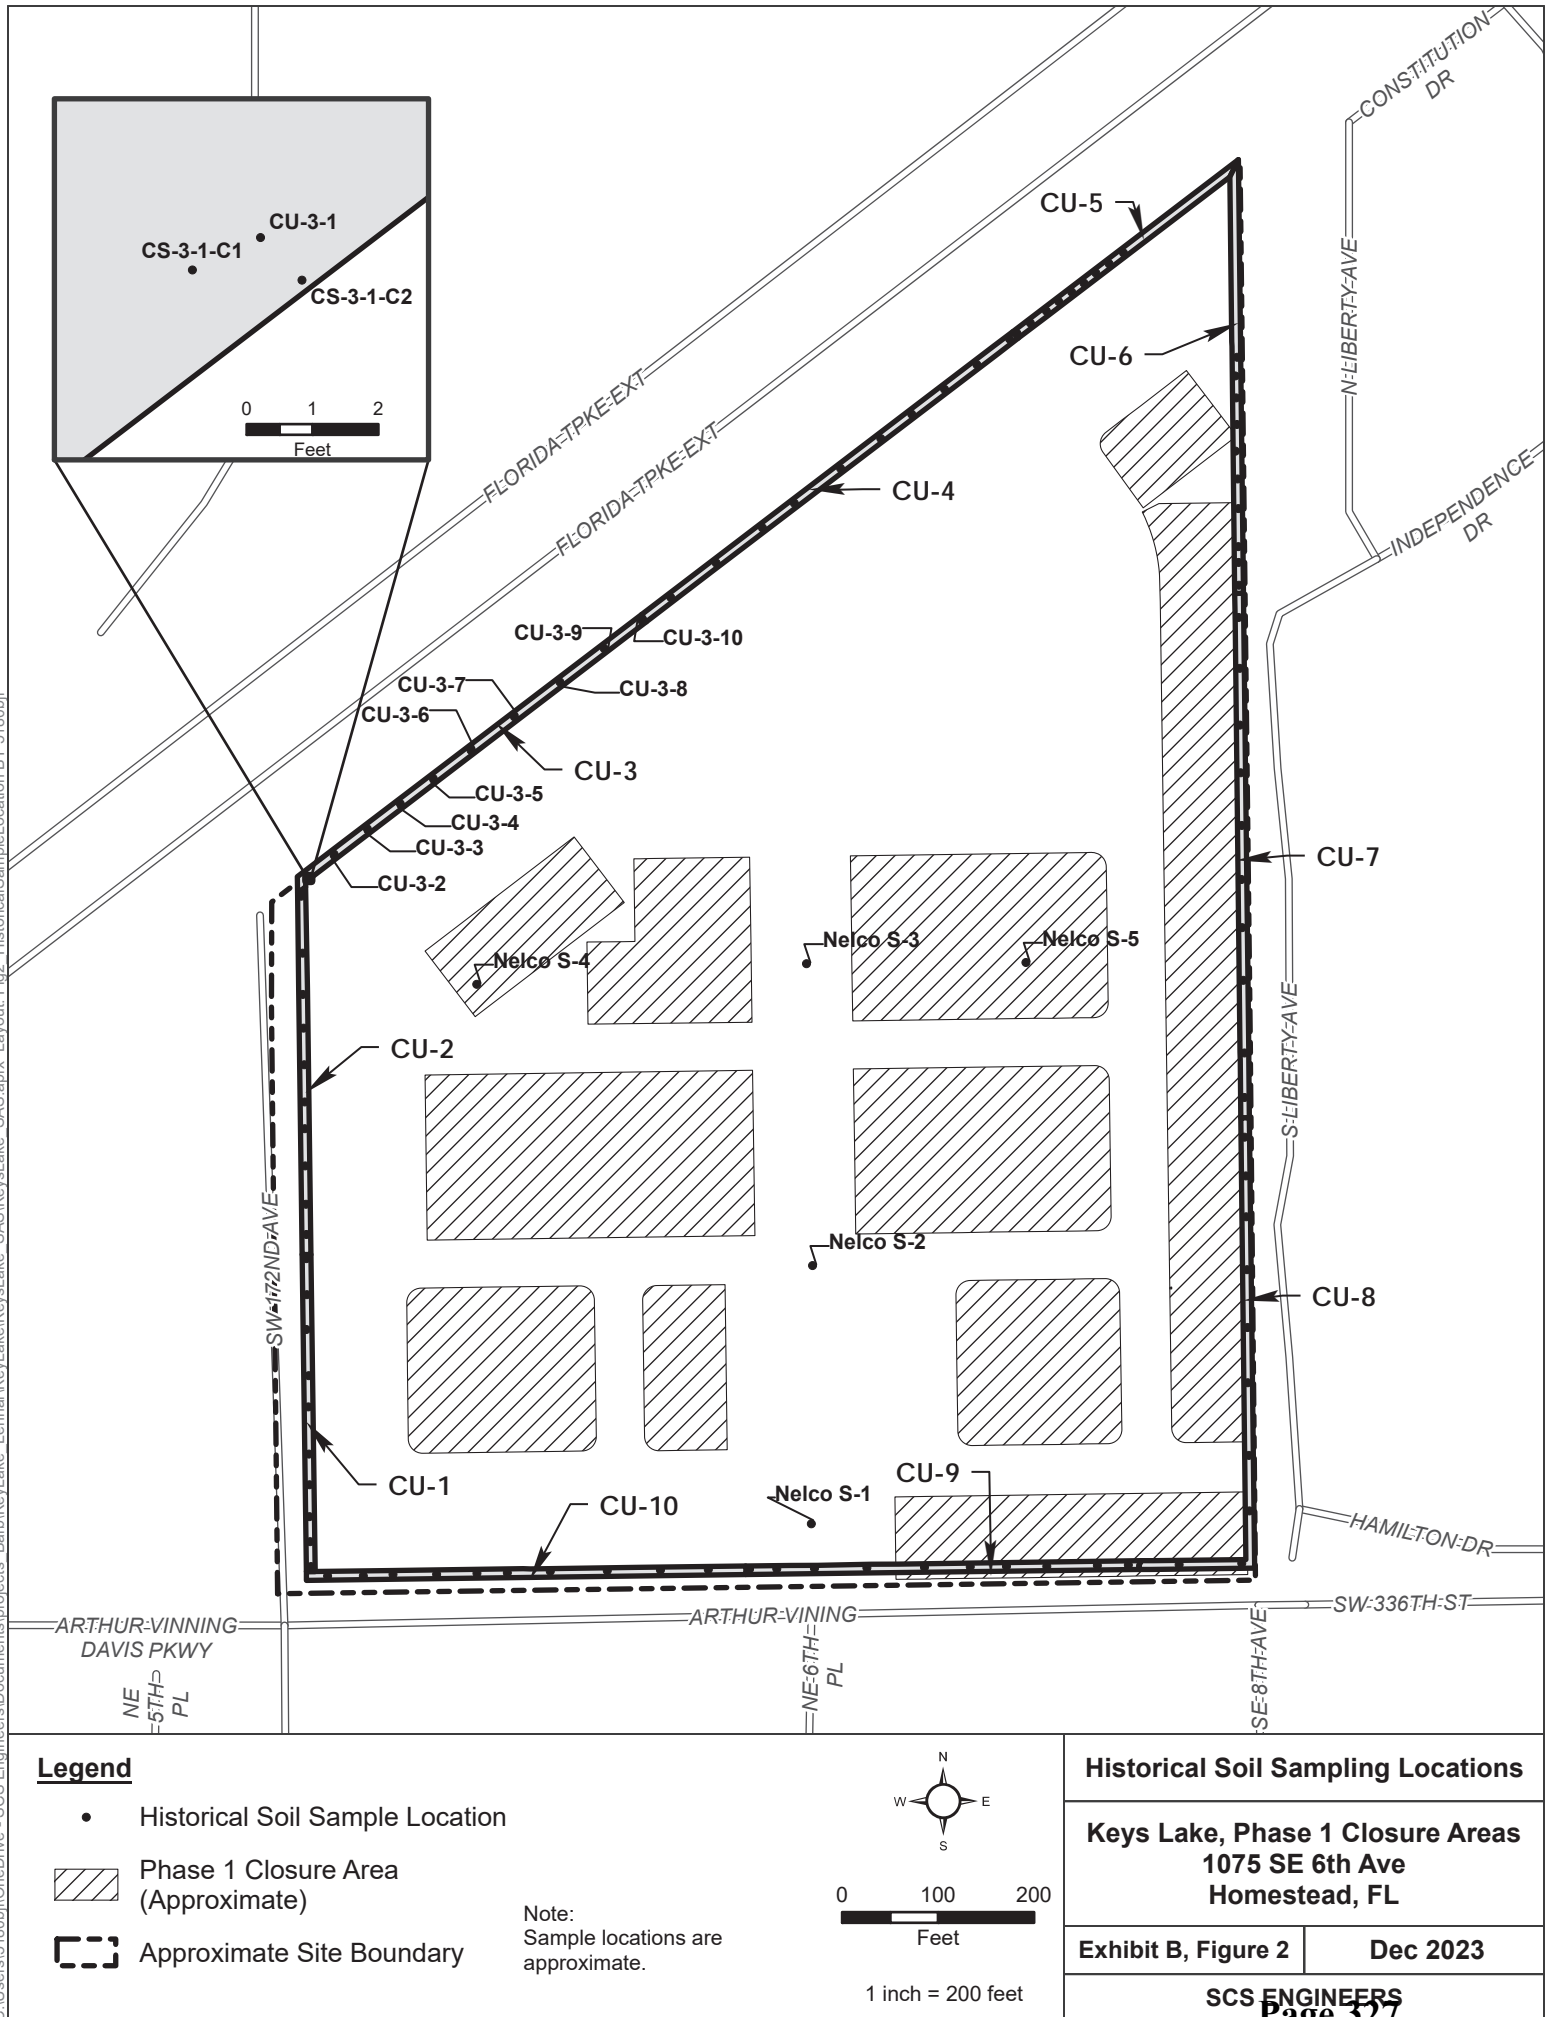 CONSTITUTION
DR
N LIBERTY AVE
INDEPENDENCE
DR
CU-3-1
CS-3-1-C1
CS-3-1-C2
0 1 2
Feet
FLORIDA TPKE EXT
FLORIDA TPKE EXT
CU-5
CU-6
CU-4
CU-3-9
CU-3-10
CU-3-7
CU-3-8
CU-3-6
CU-3
CU-3-5
CU-3-4
CU-3-3
CU-3-2
CU-7
Nelco S-3
Nelco S-5
Nelco S-4
CU-2
S LIBERTY AVE
SW 172ND AVE
Nelco S-2
CU-8
CU-9
CU-1
Nelco S-1
CU-10
HAMILTON DR
SW 336TH ST
ARTHUR VINING
ARTHUR VINNING
DAVIS PKWY
NE
5TH
PL
NE 6TH
PL
SE 8TH AVE
Legend
Historical Soil Sample Location
Phase 1 Closure Area
(Approximate)
Approximate Site Boundary
Note:
Sample locations are
approximate.
N
W E
S
0 100 200
Feet
1 inch = 200 feet
Historical Soil Sampling Locations
Keys Lake, Phase 1 Closure Areas
1075 SE 6th Ave
Homestead, FL
Exhibit B, Figure 2
Dec 2023
SCS ENGINEERS
Page 327